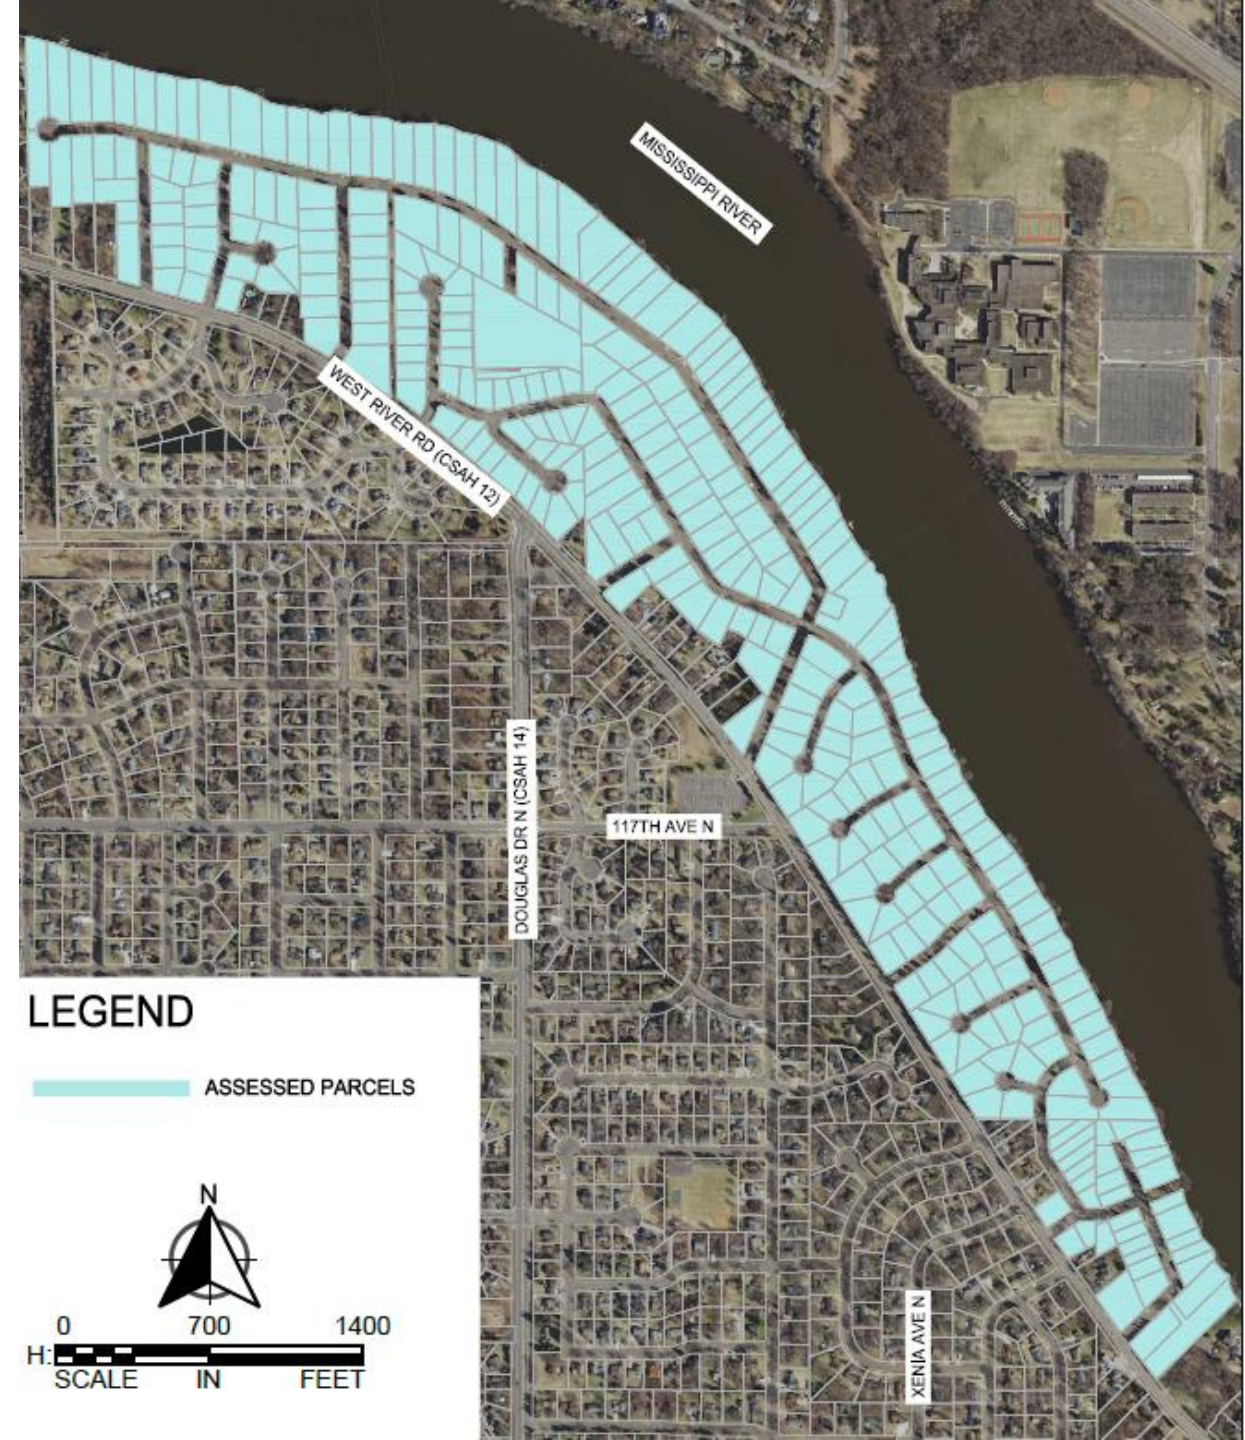 MISSISSIPPI RIVER
WEST RIVER RD (CSAH 12)
DOUGLAS DR N (CSAH 14)
117TH AVE N
XENIA AVE N
LEGEND
ASSESSED PARCELS
N
0 700 1400
H:
SCALE IN FEET